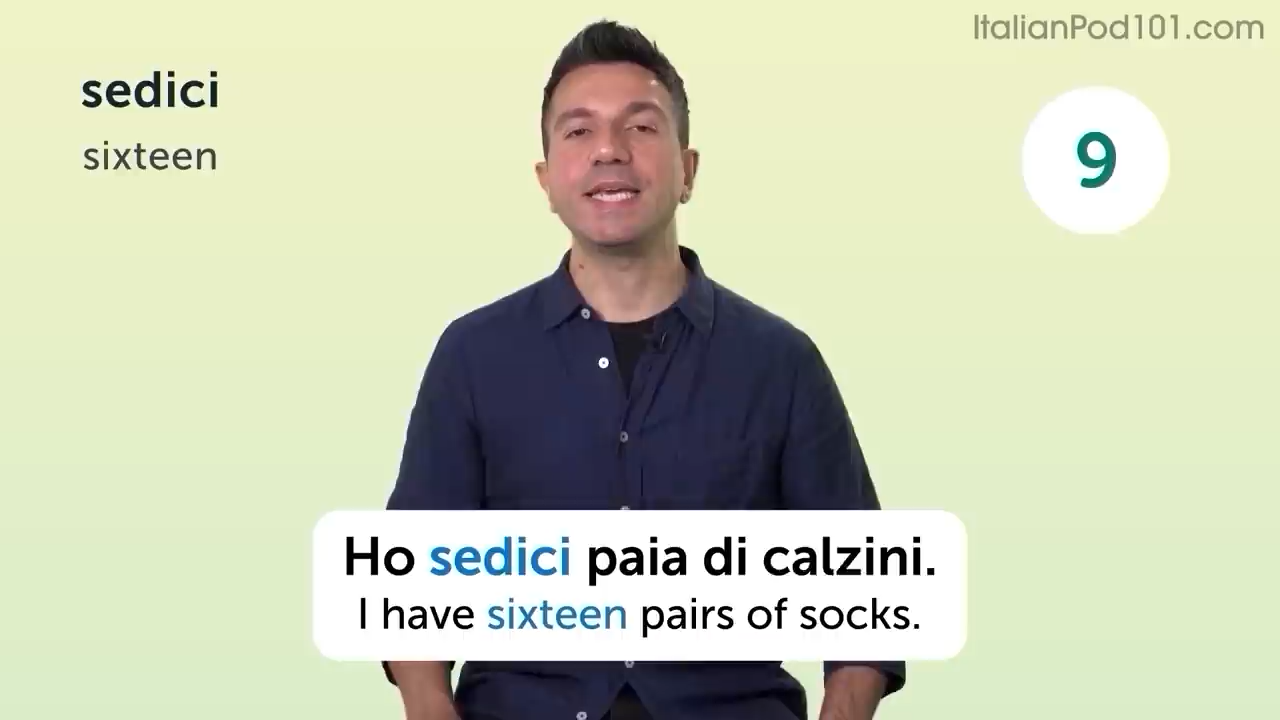 ItalianPod101.com
sedici
sixteen
9
Ho sedici paia di calzini.
I have sixteen pairs of socks.